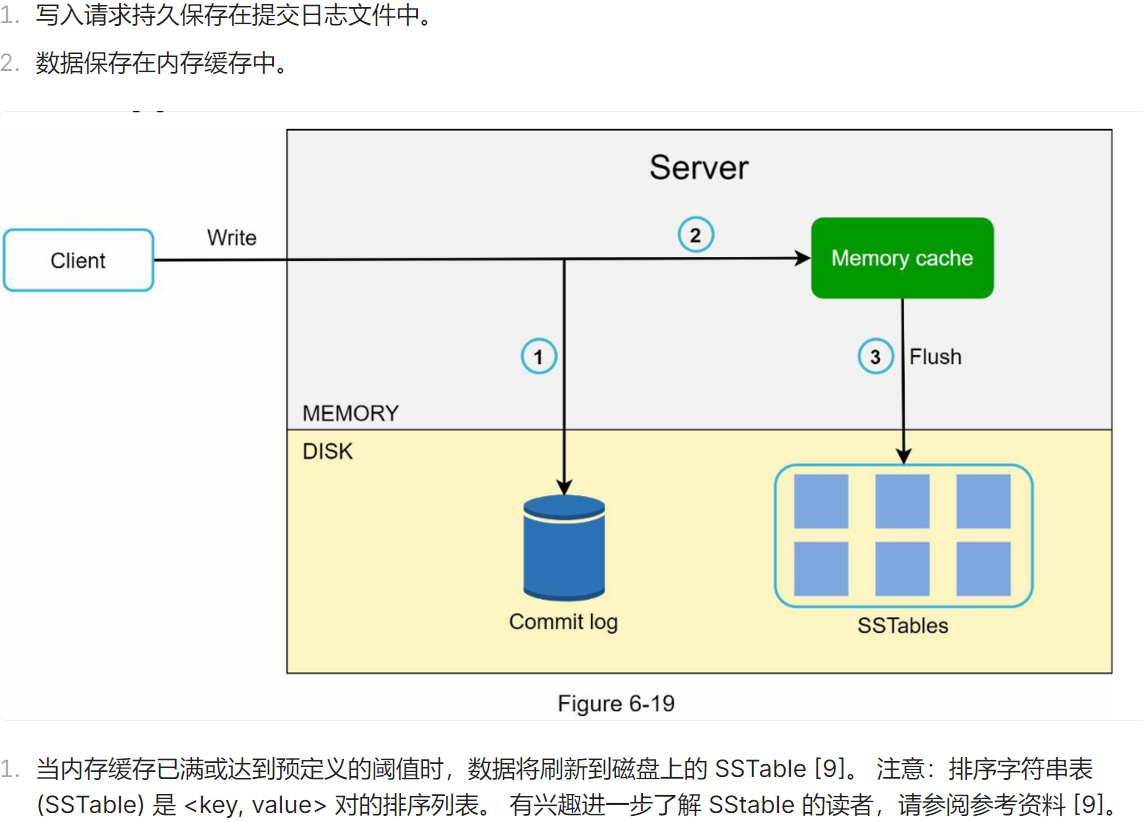 1. 写入请求持久保存在提交日志文件中。
2. 数据保存在内存缓存中。
Server
Client
Write
2
Memory cache
1
3
Flush
MEMORY
DISK
Commit log
SSTables
Figure 6-19
1. 当内存缓存已满或达到预定义的阈值时，数据将刷新到磁盘上的 SSTable [9]。 注意：排序字符串表
(SSTable) 是 <key, value> 对的排序列表。 有兴趣进一步了解 SStable 的读者，请参阅参考资料 [9]。